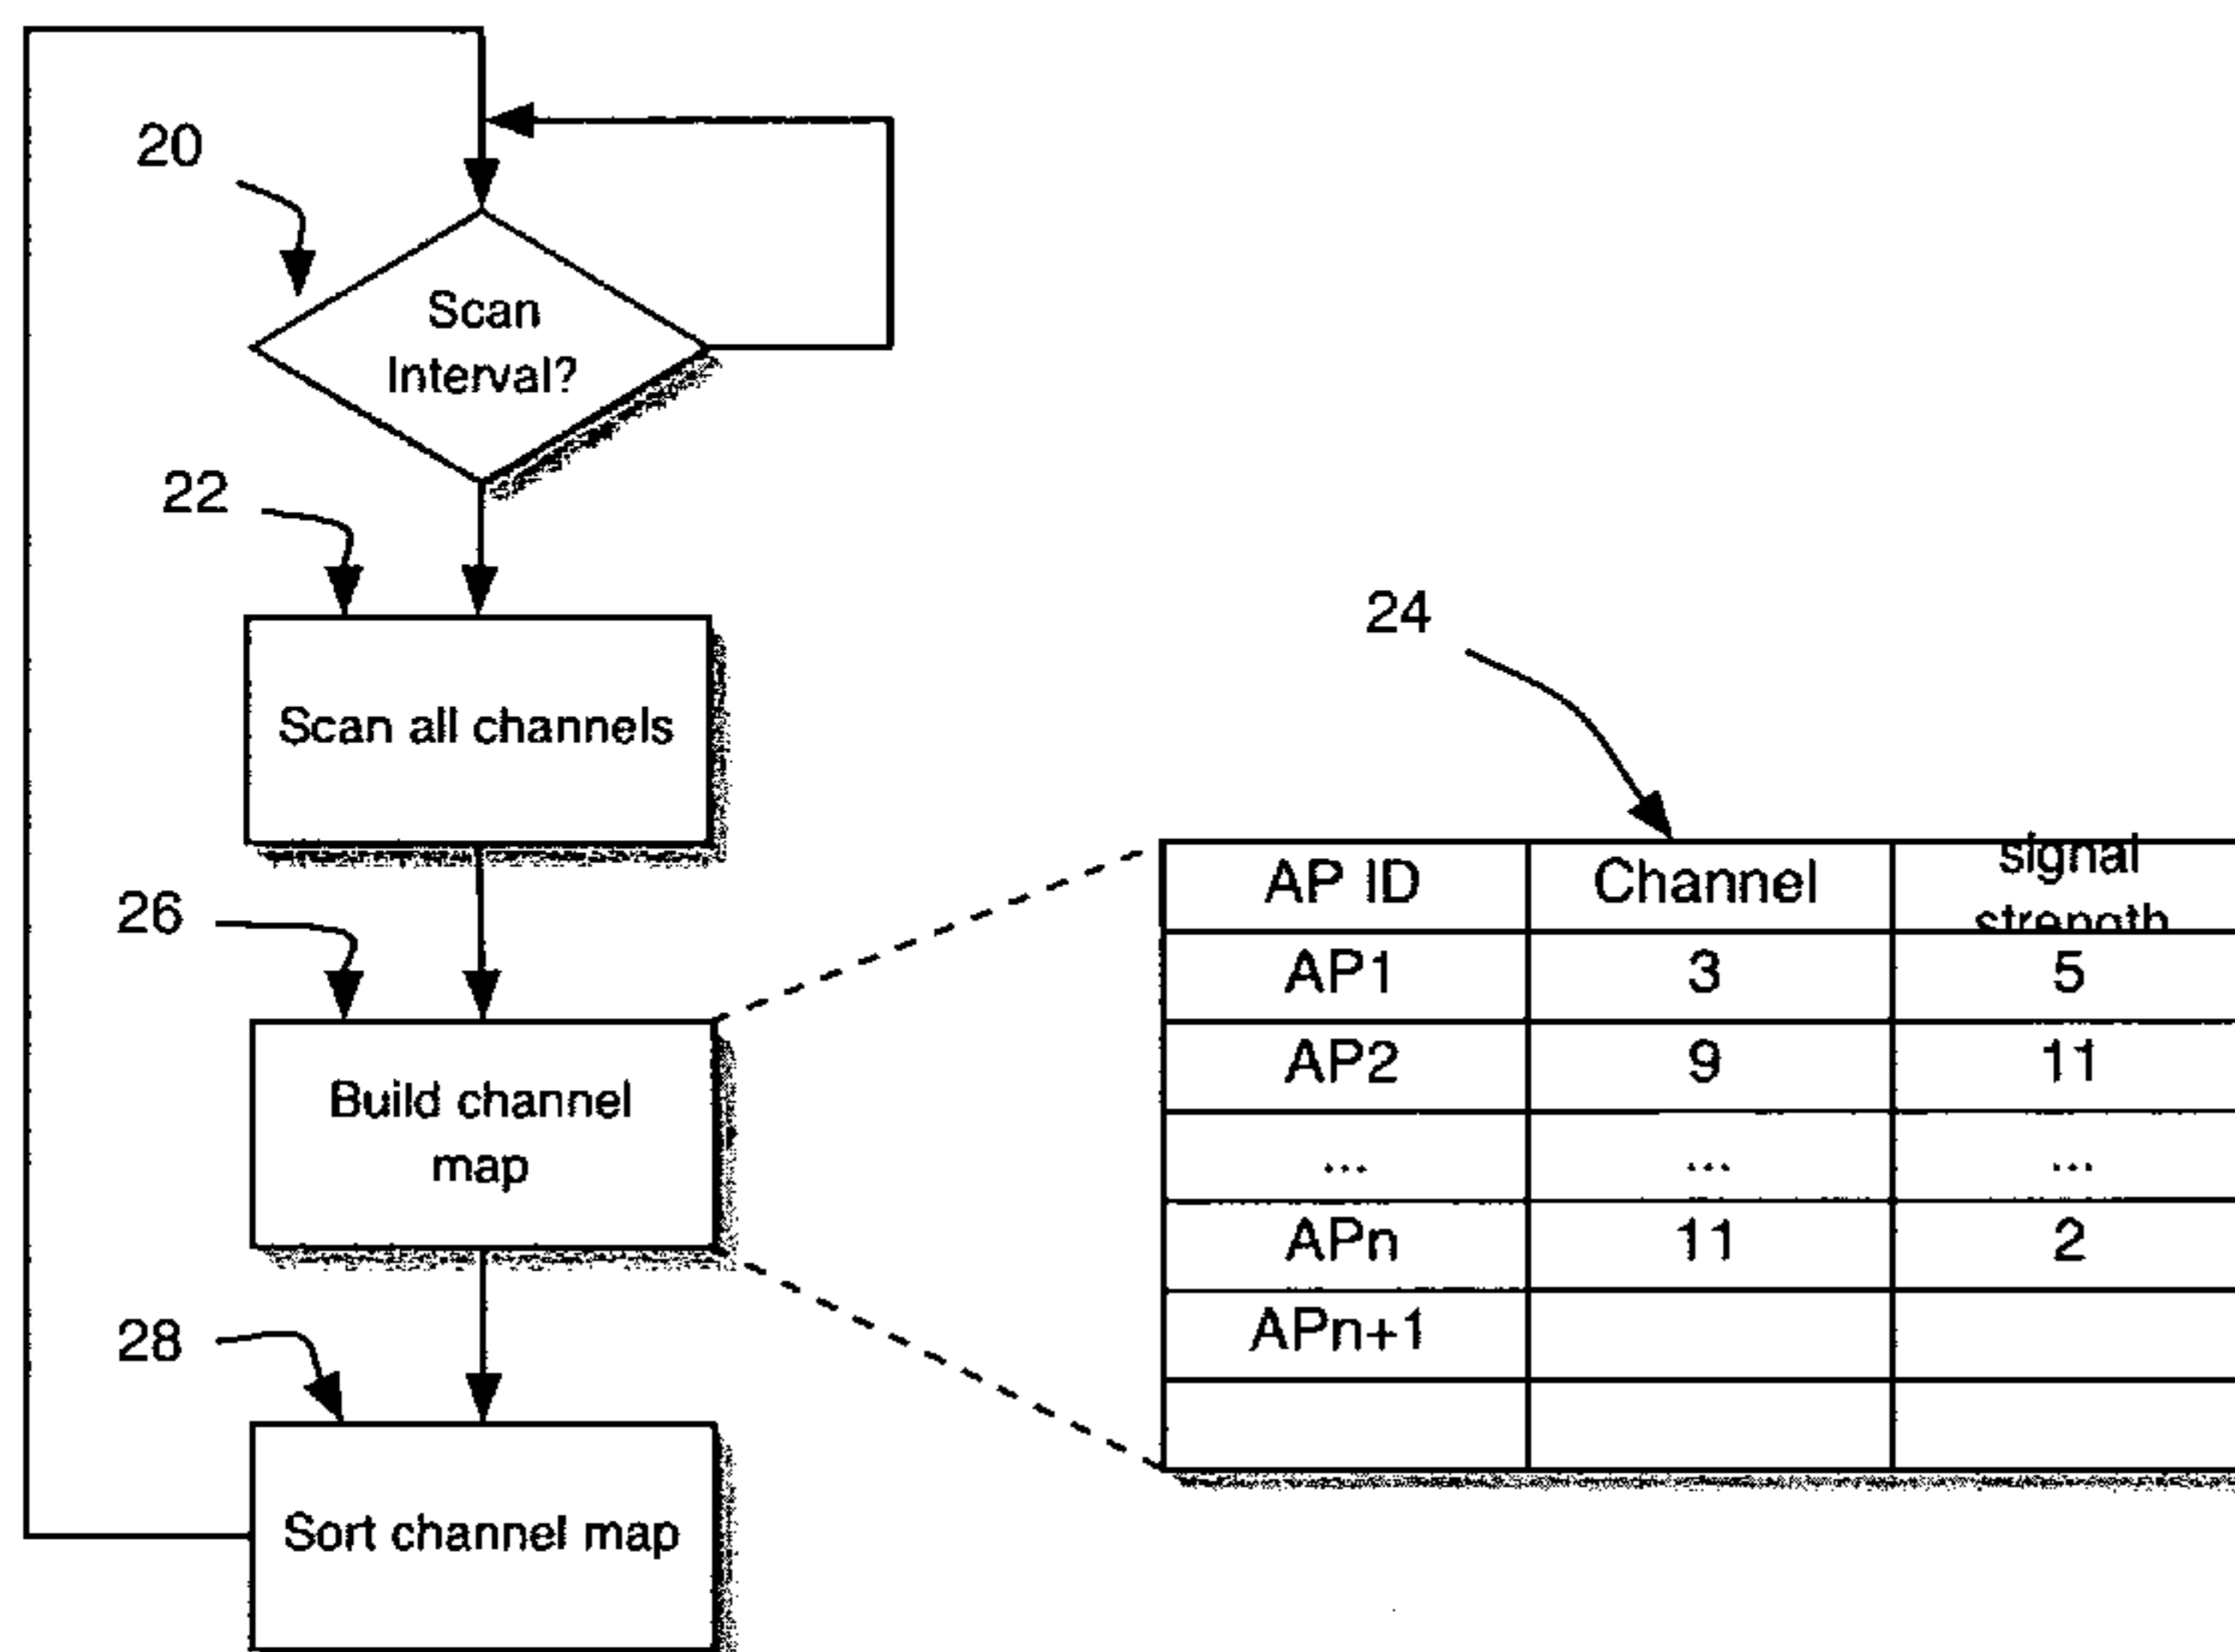 20
Scan
Interval?
22
Scan all channels
24
26
Build channel
map
28
Sort channel map
AP ID Channel signal
strength
AP1 3 5
AP2 9 11
... ... ...
APn 11 2
APn+1